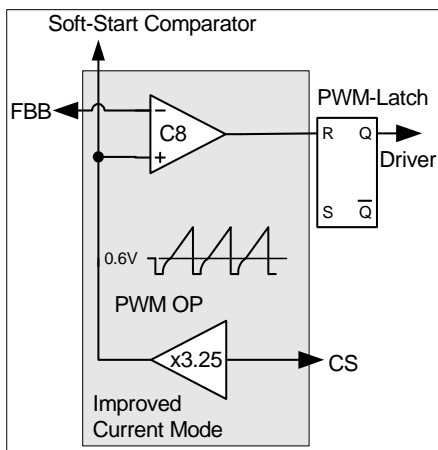 Soft-Start Comparator
FBB
C8
PWM-Latch
R Q
Driver
S Q
0.6V
PWM OP
x3.25
CS
Improved
Current Mode